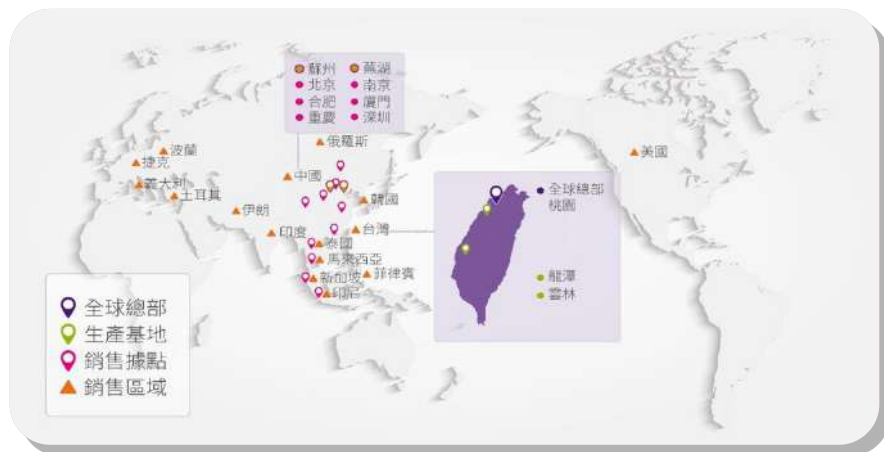 蘇州 蕪湖
北京 南京
合肥 廈門
重慶 深圳
俄羅斯
波蘭
捷克
義大利
土耳其
中國
韓國
伊朗
印度
台灣
泰國
馬來西亞
新加坡
菲律賓
印尼
美國
全球總部
桃園
龍潭
雲林
全球總部
生產基地
銷售據點
銷售區域